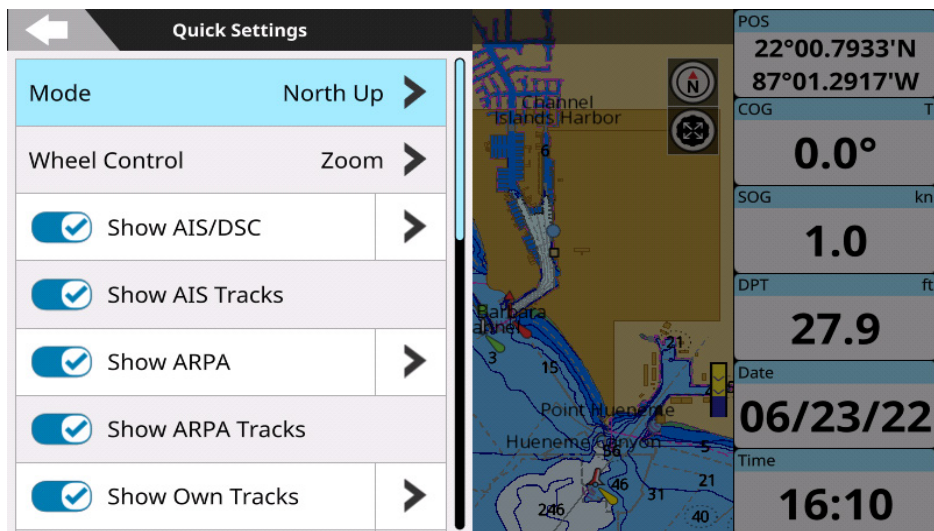 Quick Settings
Mode North Up
Wheel Control Zoom
Show AIS/DSC
Show AIS Tracks
Show ARPA
Show ARPA Tracks
Show Own Tracks
N
Channel
Islands Harbor
6
Barbara
3
15
21
Point Hueneme
Hueneme Canyon
5
36
46
31
21
246
40
POS
22°00.7933'N
87°01.2917'W
COG T
0.0°
SOG kn
1.0
DPT ft
27.9
Date
06/23/22
Time
16:10